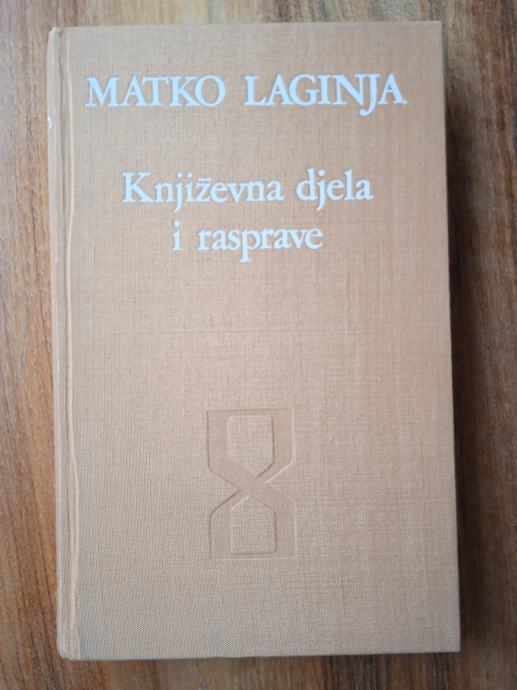 MATKO LAGINJA
Književna djela
i rasprave